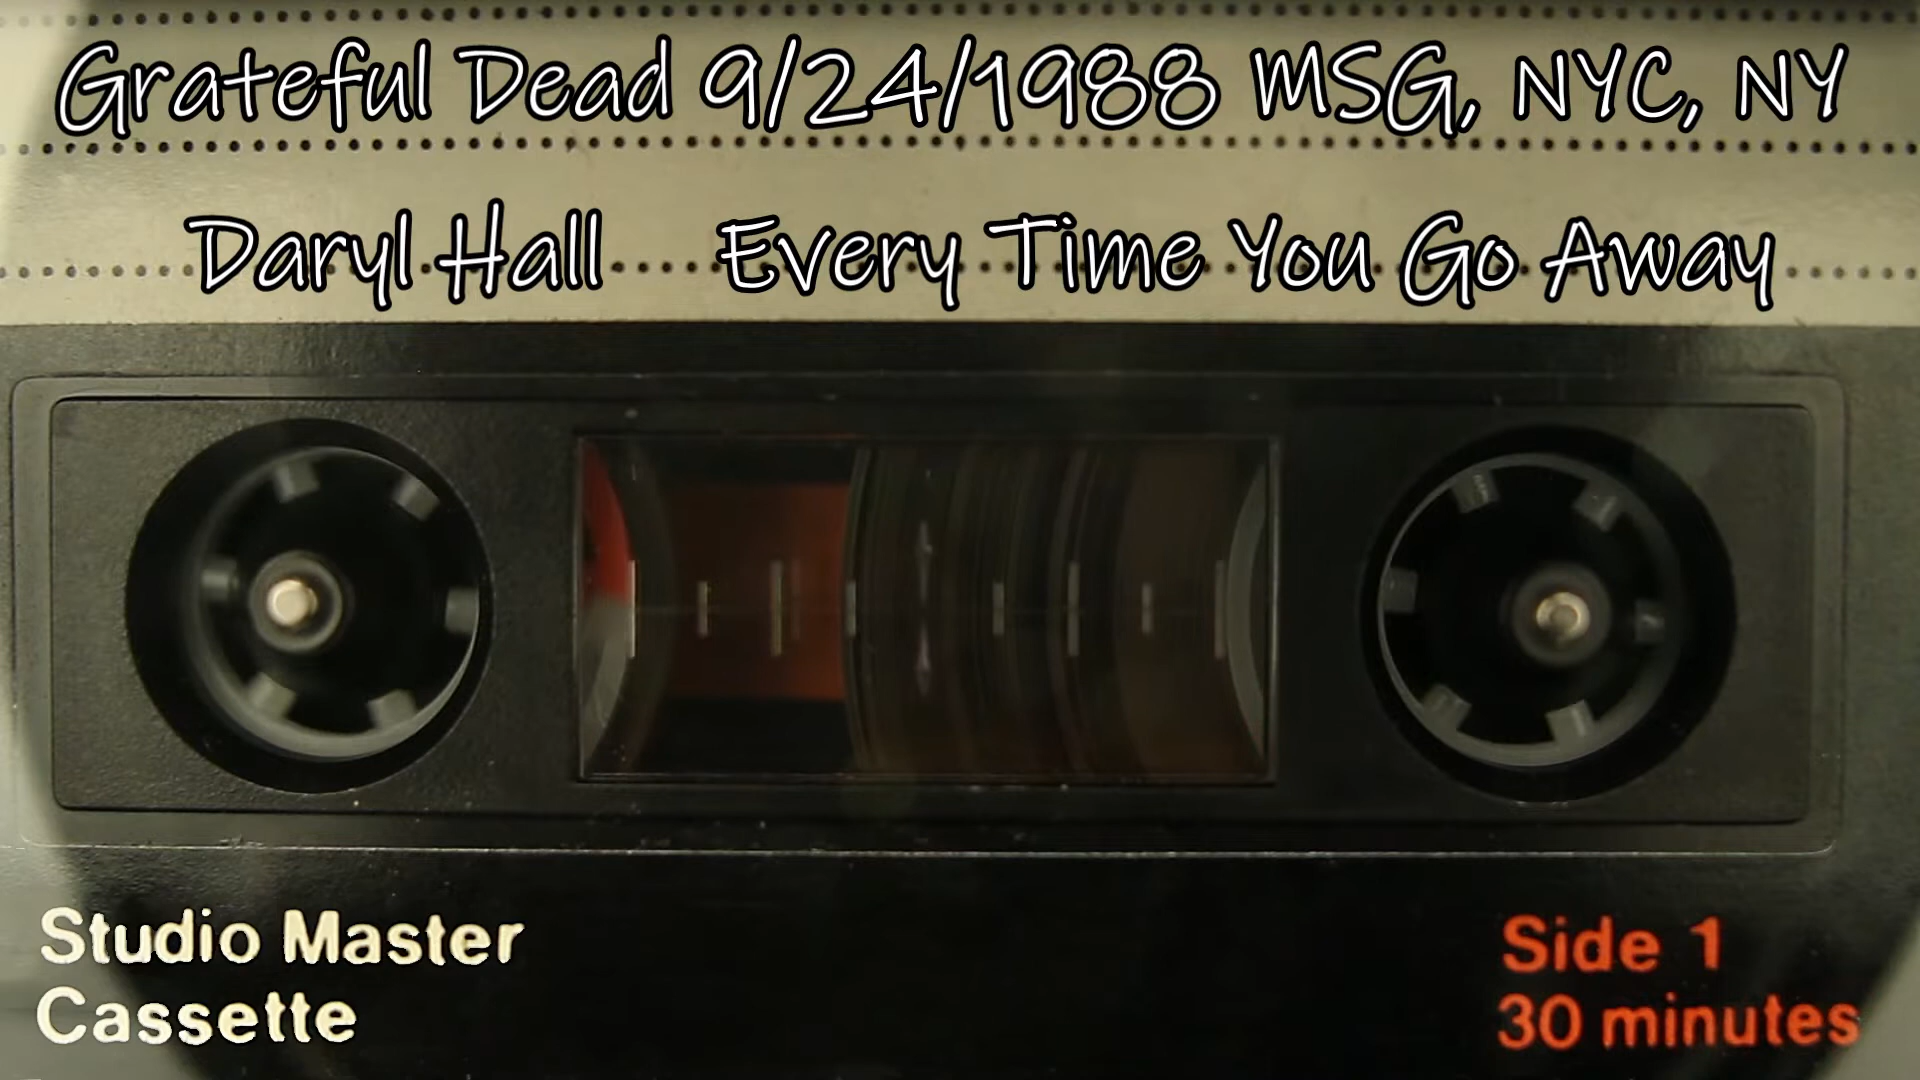 Grateful Dead 9/24/1988 MSG, NYC, NY
Daryl Hall Every Time You Go Away
Studio Master
Cassette
Side 1
30 minutes